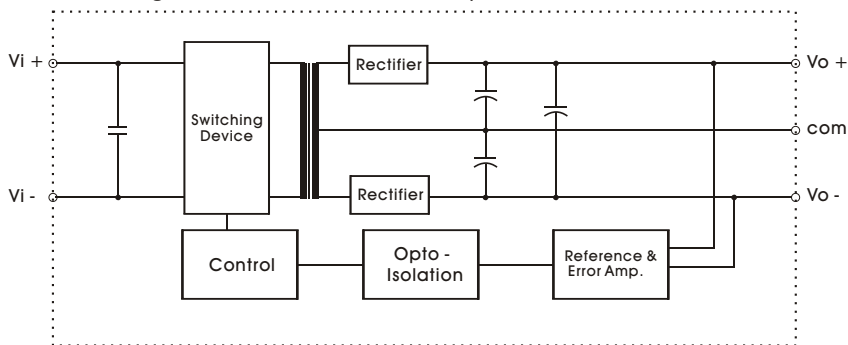 Vi +
Rectifier
Vo +
Switching
Device
com
Vi -
Rectifier
Vo -
Control
Opto -
Isolation
Reference &
Error Amp.